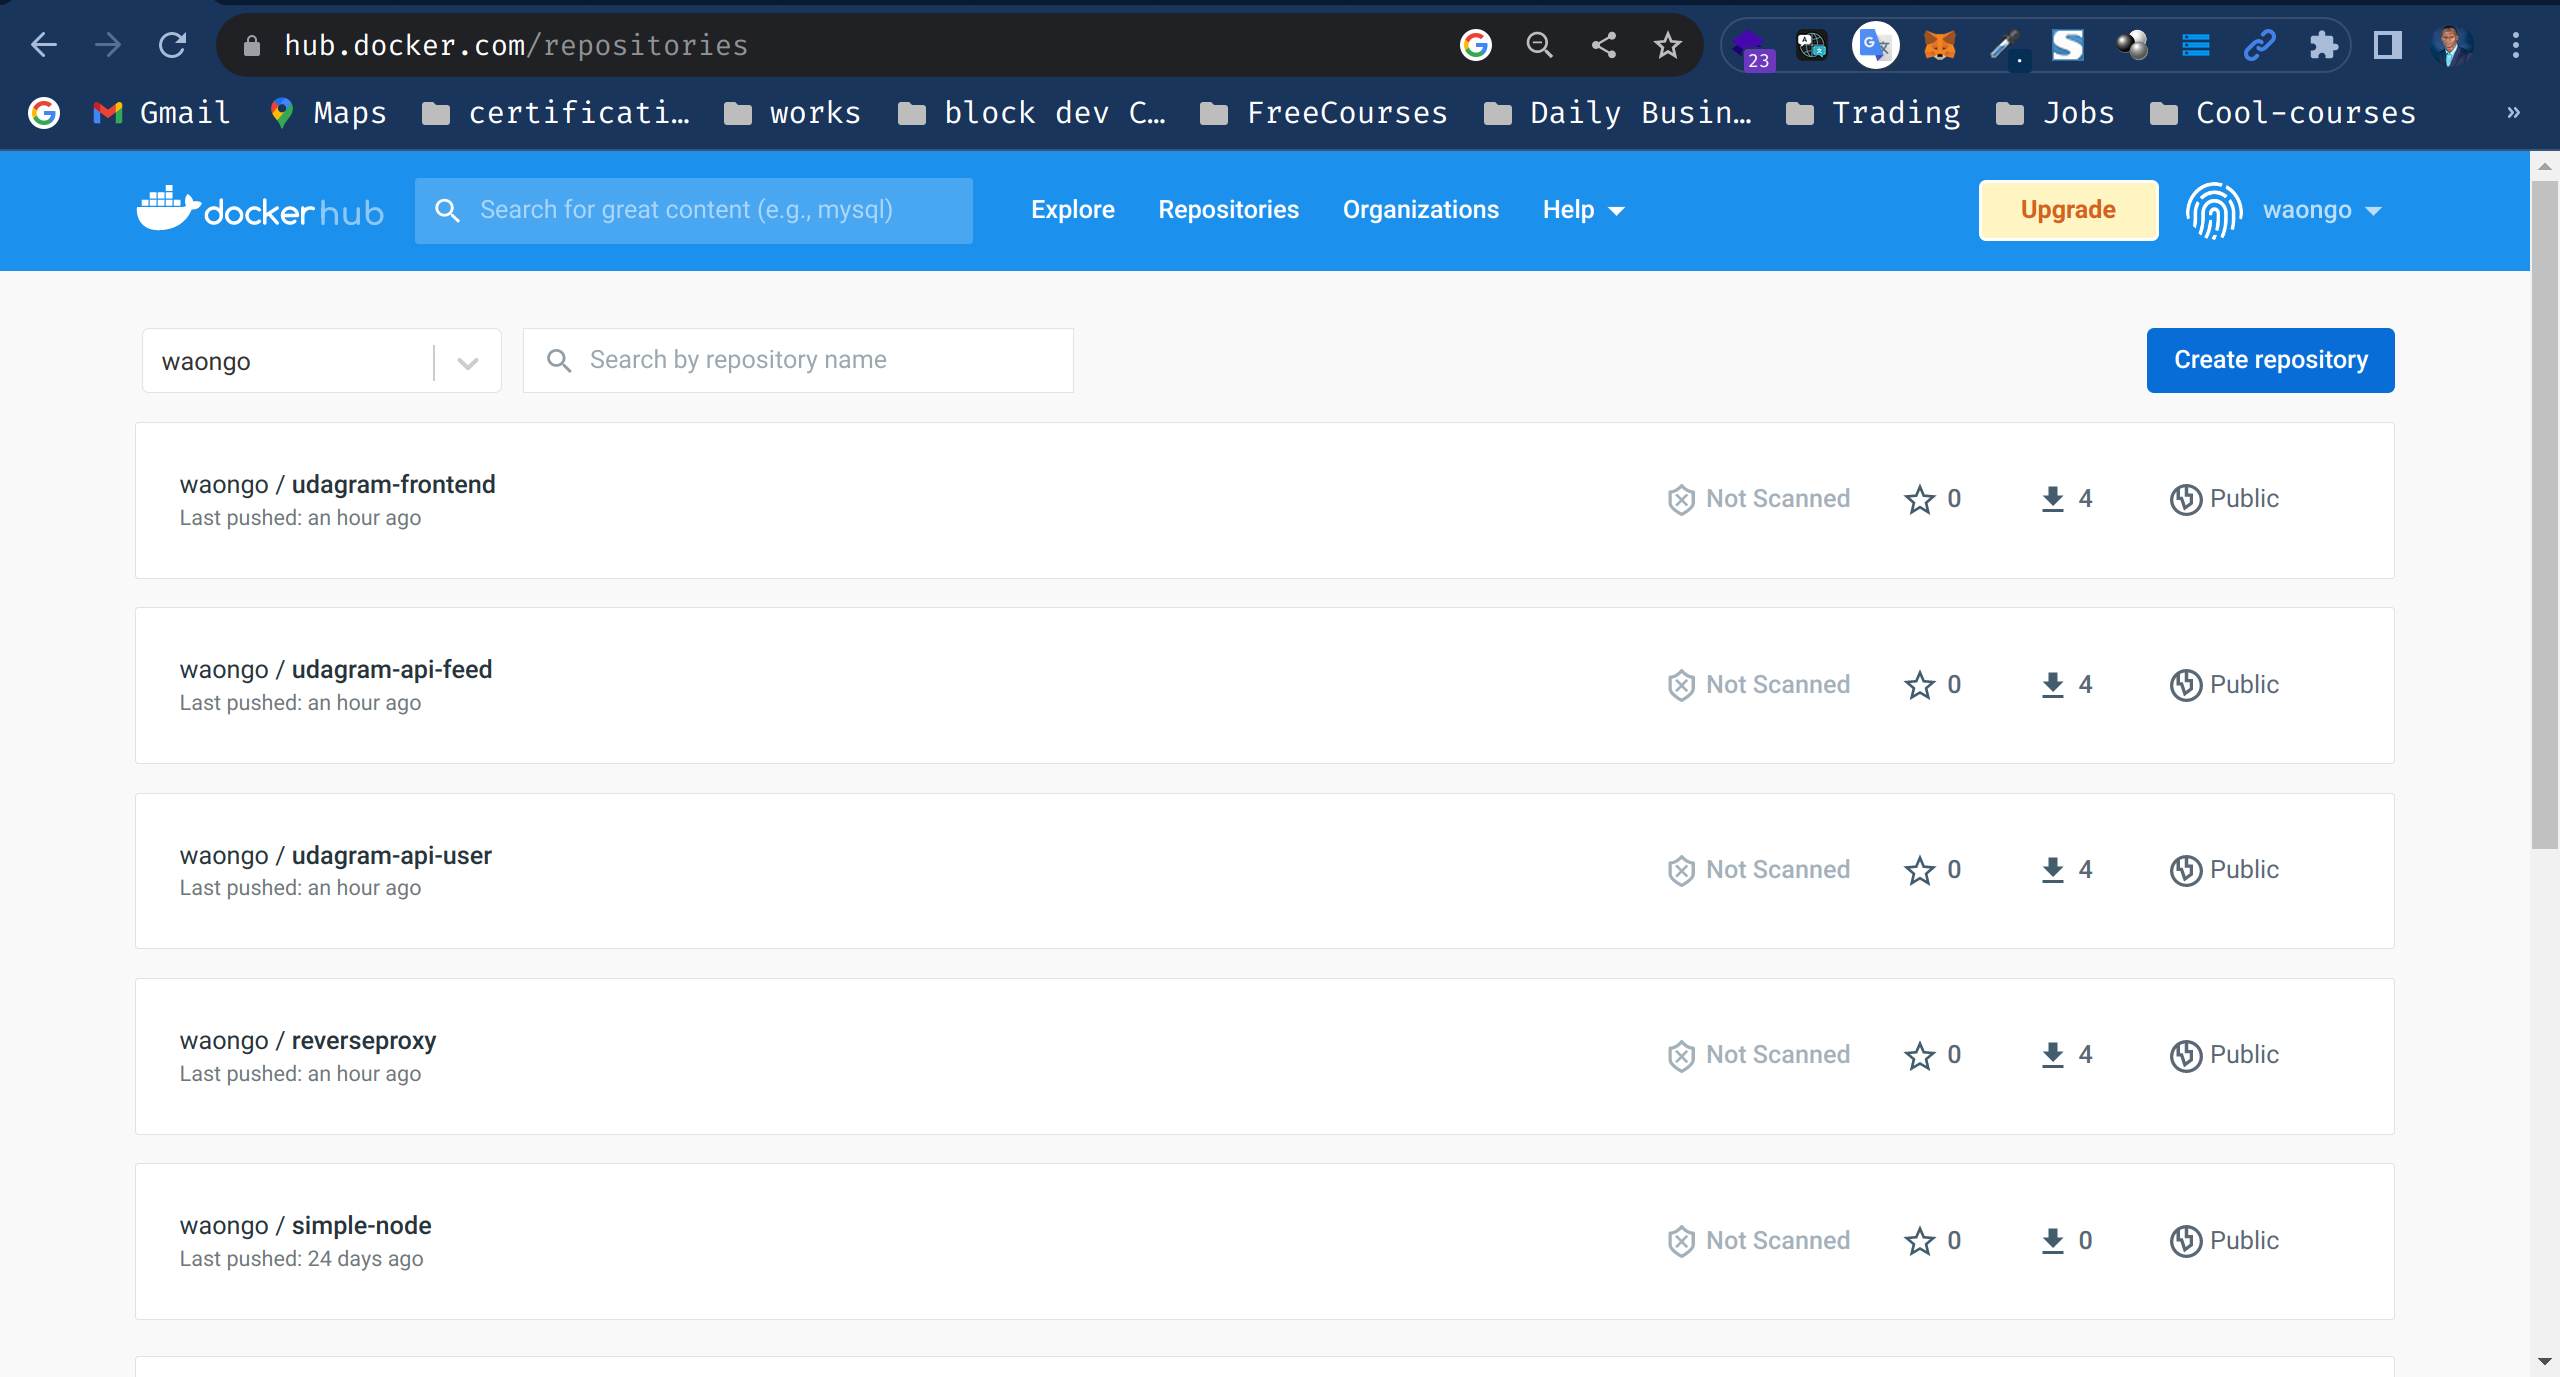 hub.docker.com/repositories
23
Gmail Maps certificati… works block dev C… FreeCourses Daily Busin… Trading Jobs Cool-courses »
docker hub Search for great content (e.g., mysql) Explore Repositories Organizations Help Upgrade waongo
waongo Search by repository name Create repository
waongo / udagram-frontend
Last pushed: an hour ago
Not Scanned 0 4 Public
waongo / udagram-api-feed
Last pushed: an hour ago
Not Scanned 0 4 Public
waongo / udagram-api-user
Last pushed: an hour ago
Not Scanned 0 4 Public
waongo / reverseproxy
Last pushed: an hour ago
Not Scanned 0 4 Public
waongo / simple-node
Last pushed: 24 days ago
Not Scanned 0 0 Public